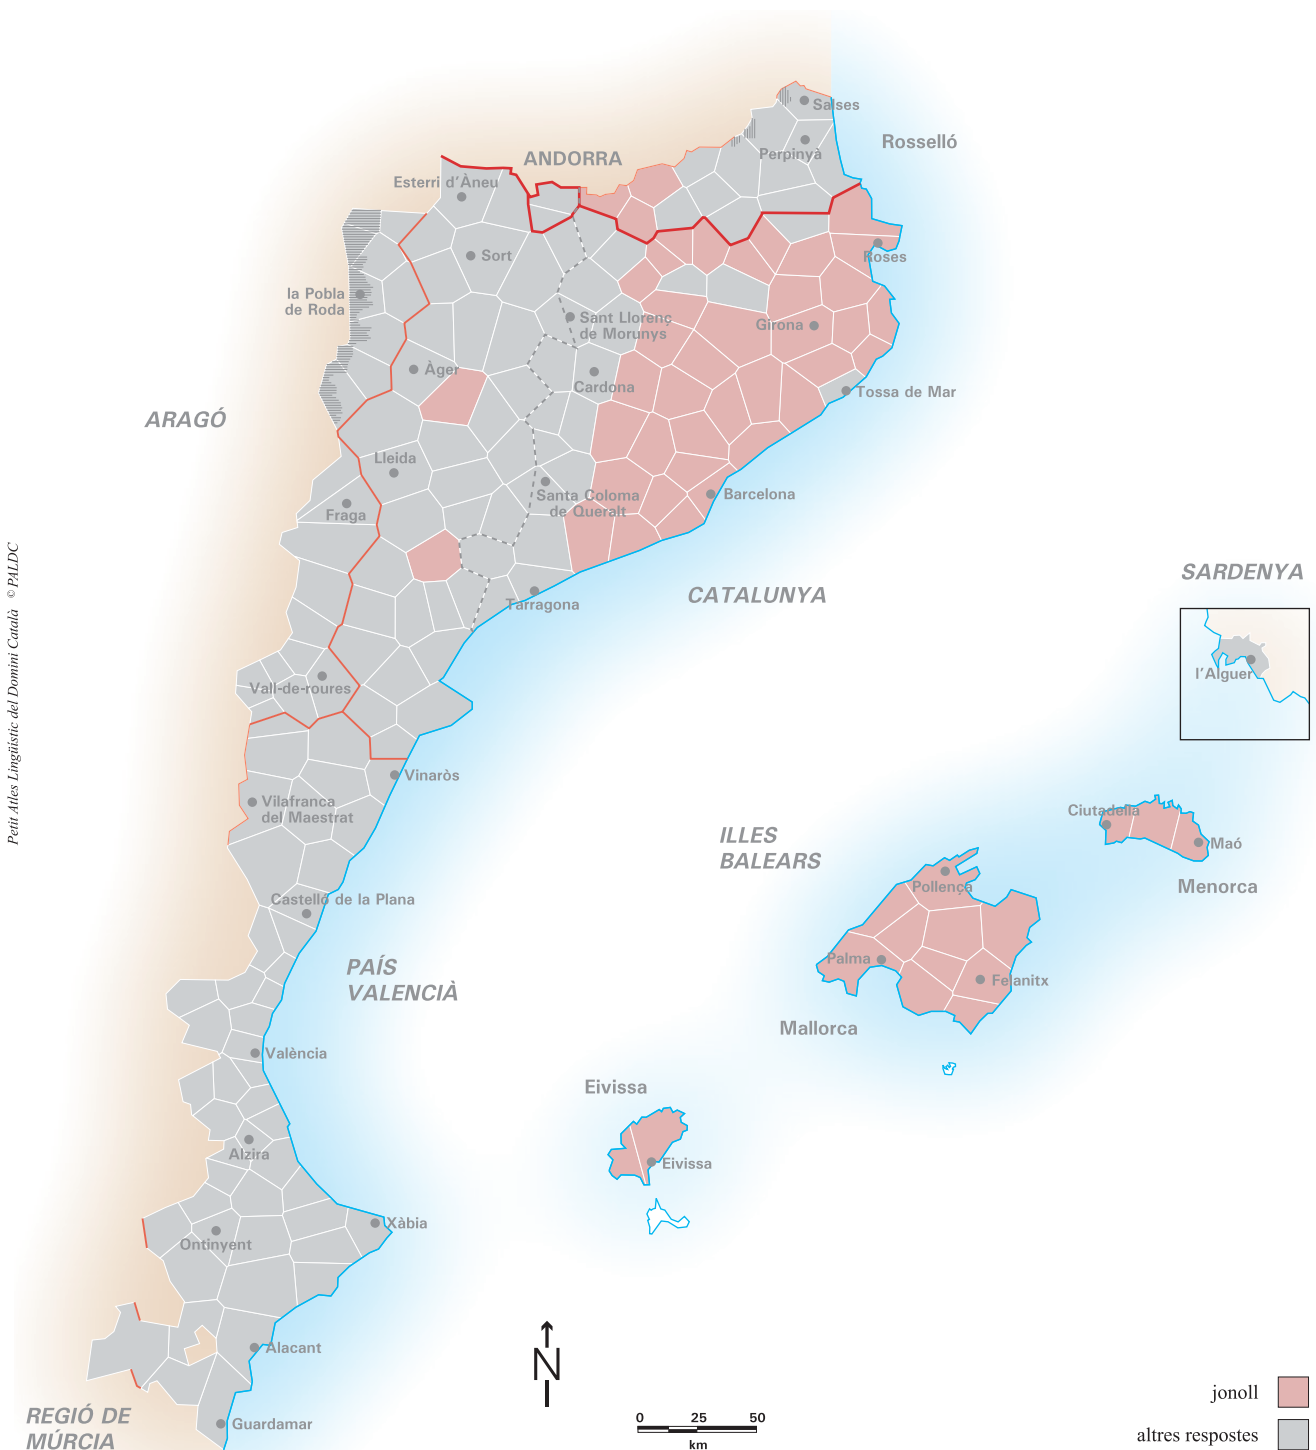 Salses
Rosselló
Perpinyà
ANDORRA
Esterri d'Àneu
Sort
Roses
la Pobla
de Roda
Sant Llorenç
de Morunys
Girona
Àger
Cardona
Tossa de Mar
ARAGÓ
Lleida
Santa Coloma
de Queralt
Barcelona
Fraga
Petit Atles Lingüístic del Domini Català © PALDC
SARDENYA
CATALUNYA
Tarragona
l'Alguer
Vall-de-roures
Vinaròs
Vilafranca
del Maestrat
Ciutadella
Maó
ILLES
BALEARS
Menorca
Pollença
Castelló de la Plana
PAÍS
VALENCIÀ
Palma
Felanitx
Mallorca
València
Eivissa
Alzira
Eivissa
Xàbia
Ontinyent
Alacant
N
jonoll
REGIÓ DE
MÚRCIA
Guardamar
0 25 50
km
altres respostes